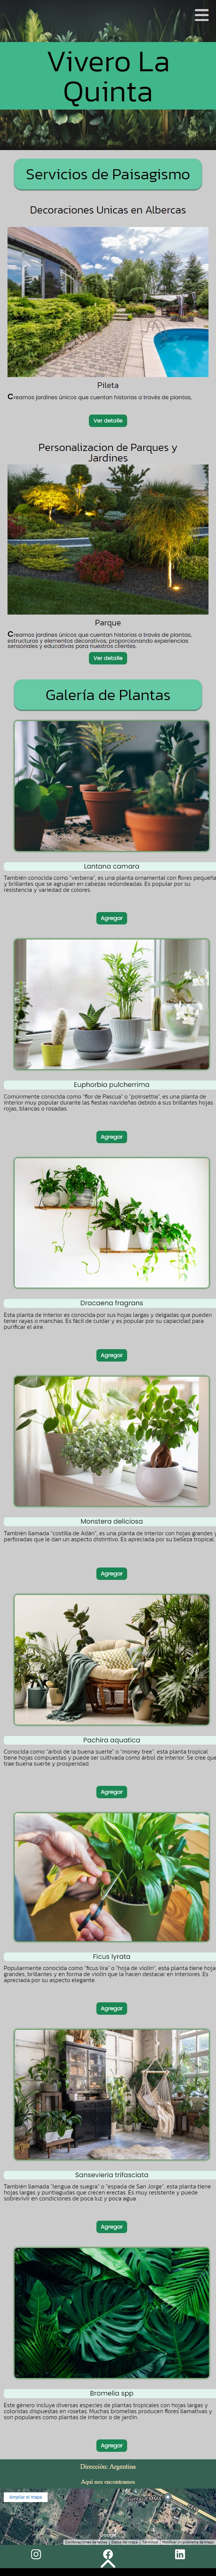 Vivero La
Quinta
Servicios de Paisagismo
Decoraciones Unicas en Albercas
Pileta
Creamos jardines únicos que cuentan historias a través de plantas,
Ver detalle
Personalizacion de Parques y
Jardines
Parque
Creamos jardines únicos que cuentan historias a través de plantas,
estructuras y elementos decorativos, proporcionando experiencias
sensoriales y educativas para nuestros clientes.
Ver detalle
Galería de Plantas
Lantana camara
También conocida como "verbena", es una planta ornamental con flores pequeña
y brillantes que se agrupan en cabezas redondeadas. Es popular por su
resistencia y variedad de colores.
Agregar
Euphorbia pulcherrima
Comúnmente conocida como "flor de Pascua" o "poinsettia", es una planta de
interior muy popular durante las fiestas navideñas debido a sus brillantes hojas
rojas, blancas o rosadas.
Agregar
Dracaena fragrans
Esta planta de interior es conocida por sus hojas largas y delgadas que pueden
tener rayas o manchas. Es fácil de cuidar y es popular por su capacidad para
purificar el aire.
Agregar
Monstera deliciosa
También llamada "costilla de Adán", es una planta de interior con hojas grandes y
perforadas que le dan un aspecto distintivo. Es apreciada por su belleza tropical.
Agregar
Pachira aquatica
Conocida como "árbol de la buena suerte" o "money tree", esta planta tropical
tiene hojas compuestas y puede ser cultivada como árbol de interior. Se cree que
trae buena suerte y prosperidad.
Agregar
Ficus lyrata
Popularmente conocida como "ficus lira" o "hoja de violín", esta planta tiene hoja
grandes, brillantes y en forma de violín que la hacen destacar en interiores. Es
apreciada por su aspecto elegante.
Agregar
Sansevieria trifasciata
También llamada "lengua de suegra" o "espada de San Jorge", esta planta tiene
hojas largas y puntiagudas que crecen erectas. Es muy resistente y puede
sobrevivir en condiciones de poca luz y poca agua.
Agregar
Bromelia spp
Este género incluye diversas especies de plantas tropicales con hojas largas y
coloridas dispuestas en rosetas. Muchas bromelias producen flores llamativas y
son populares como plantas de interior o de jardín.
Agregar
Dirección: Argentina
Aqui nos encontramos
Ampliar el mapa
Google
Combinaciones de teclas
Datos del mapa
Términos
Notificar un problema de Maps